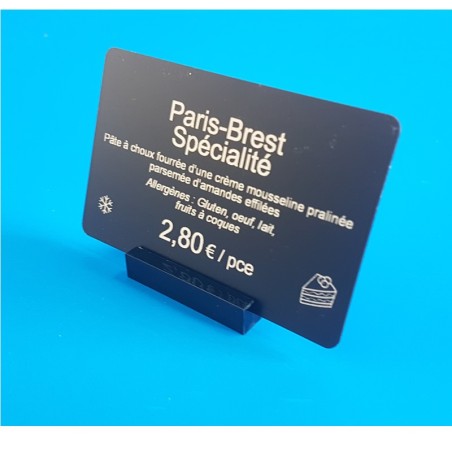 Paris-Brest
Spécialité
Pâte à choux fourrée d'une crème mousseline pralinée
parsemée d'amandes effilées
Allergènes : Gluten, oeuf, lait,
fruits à coques
2,80 € / pce